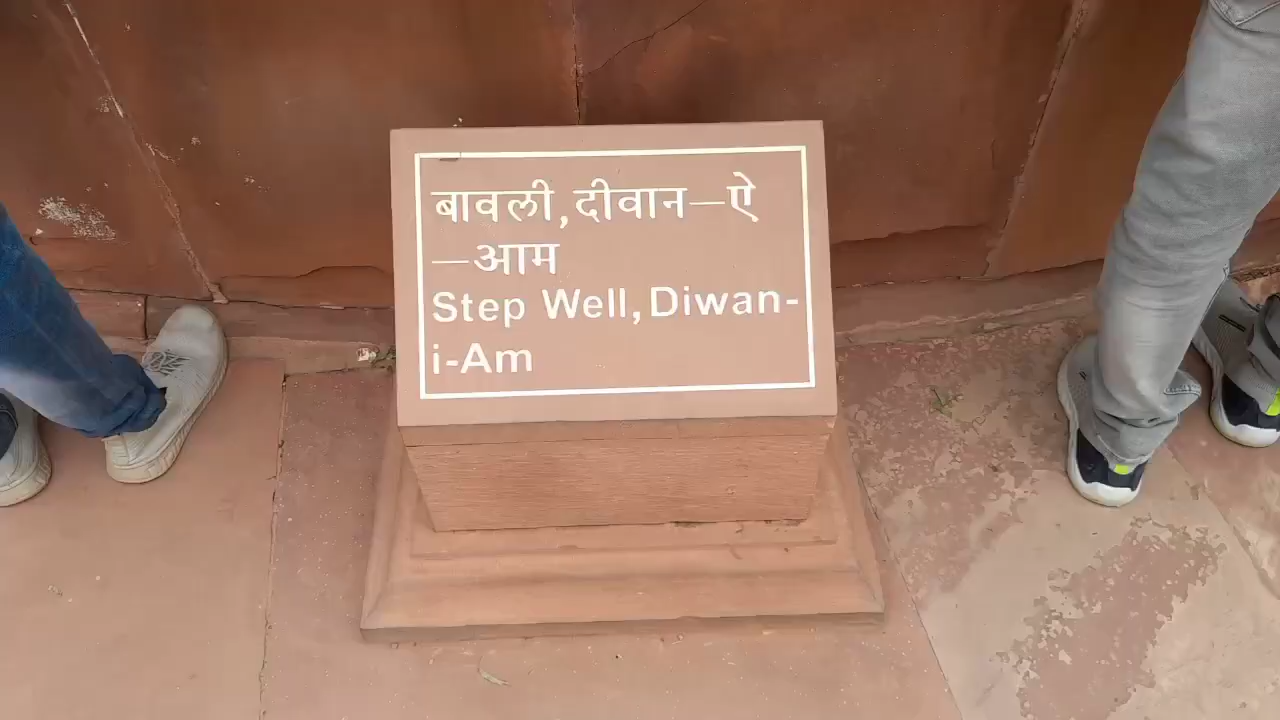 बावली, दीवान–ऐ
–आम
Step Well, Diwan-
i-Am